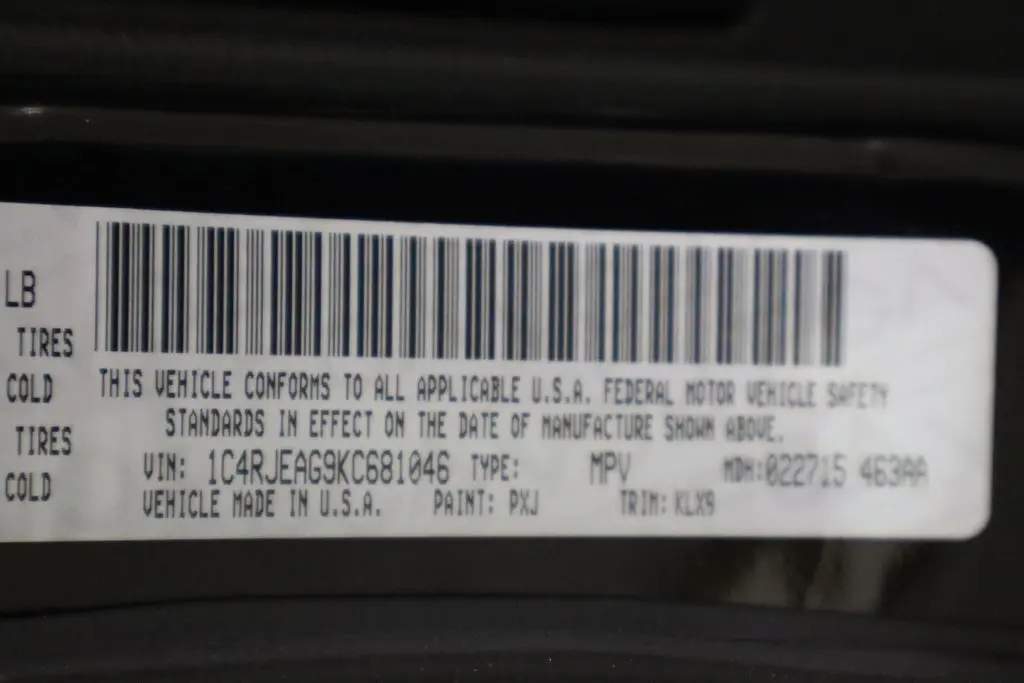 LB
TIRES
COLD
TIRES
COLD
THIS VEHICLE CONFORMS TO ALL APPLICABLE U.S.A. FEDERAL MOTOR VEHICLE SAFETY
STANDARDS IN EFFECT ON THE DATE OF MANUFACTURE SHOWN ABOVE.
VIN: 1C4RJEAG9KC681046 TYPE: MPV MDH:022715 463AA
VEHICLE MADE IN U.S.A. PAINT: PXJ TRIM: KLX9